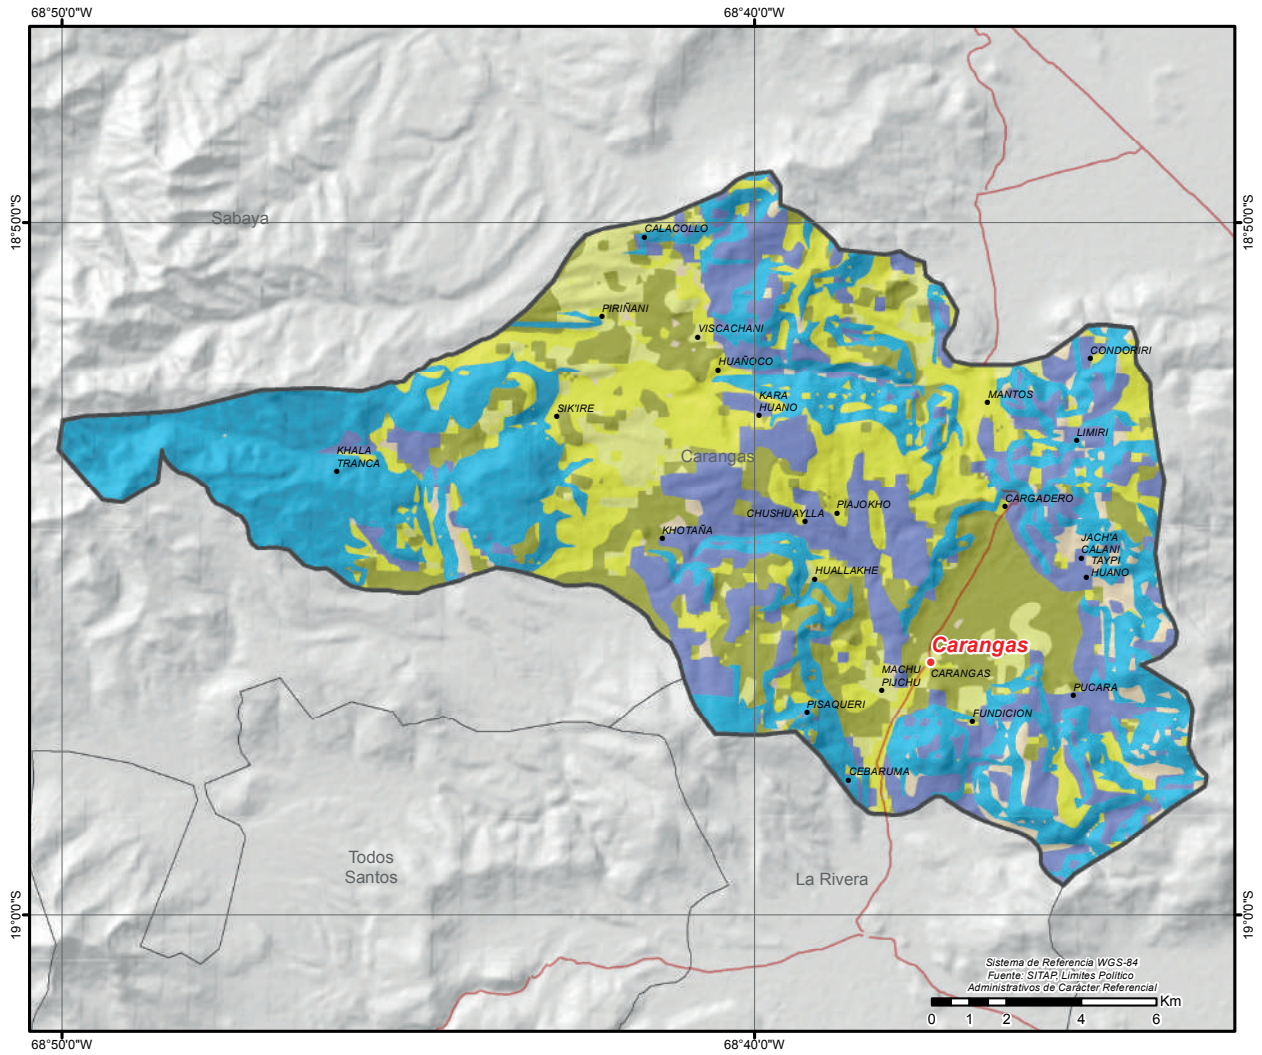 68°50'0"W
68°40'0"W
18°50'0"S
18°50'0"S
Sabaya
CALACOLLO
PIRIÑANI
VISCACHANI
HUAÑOCO
CONDORIRI
SIK'IRE
KARA
HUANO
MANTOS
KHALA
TRANCA
LIMIRI
Carangas
CARGADERO
CHUSHUAYLLA
PIAJOKHO
KHOTAÑA
JACH'A
CALANI
TAYPI
HUANO
HUALLAKHE
Carangas
MACHU
PIJCHU
CARANGAS
PUCARA
PISAQUERI
FUNDICION
CEBARUMA
Todos
Santos
La Rivera
19°0'0"S
19°0'0"S
Sistema de Referencia WGS-84
Fuente: SITAP, Límites Político
Administrativos de Carácter Referencial
Km
0 1 2 4 6
68°50'0"W
68°40'0"W